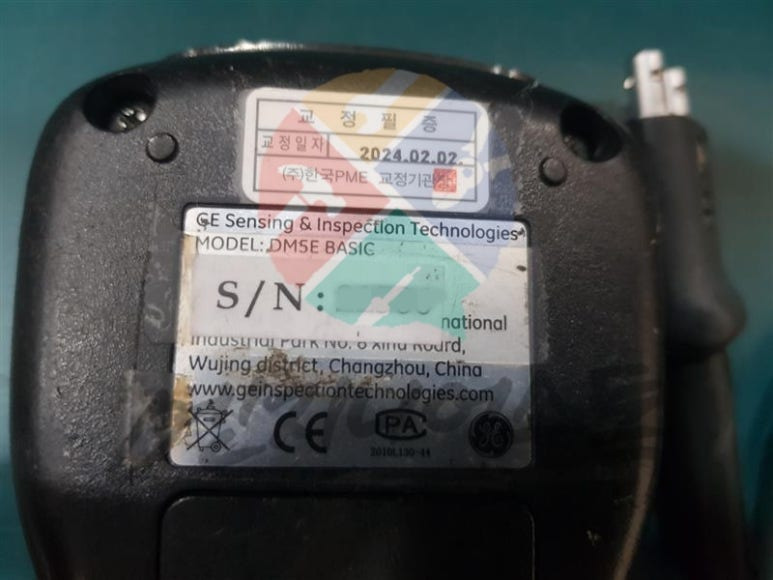 교 정 필 증
교정일자 2024.02.02.
(주)한국PME 교정기관
GE Sensing & Inspection Technologies
MODEL: DM5E BASIC
S/N:
national
Industrial Park No. 8
Wujing district, Changzhou, China
www.geinspectiontechnologies.com
CE PA
2010L130-44